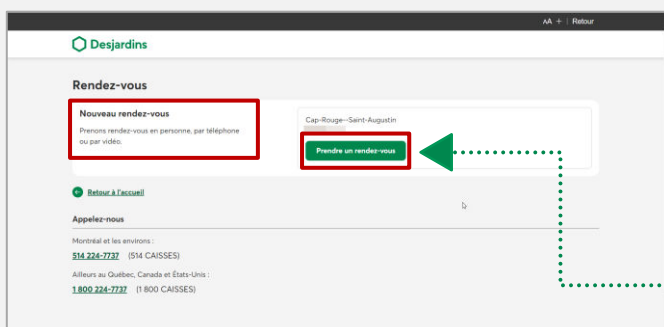 AA + | Retour
Desjardins
Rendez-vous
Nouveau rendez-vous
Prenons rendez-vous en personne, par téléphone
ou par vidéo.
Cap-Rouge--Saint-Augustin
Prendre un rendez-vous
Retour à l'accueil
Appelez-nous
Montréal et les environs :
514 224-7737 (514 CAISSES)
Ailleurs au Québec, Canada et États-Unis :
1 800 224-7737 (1 800 CAISSES)